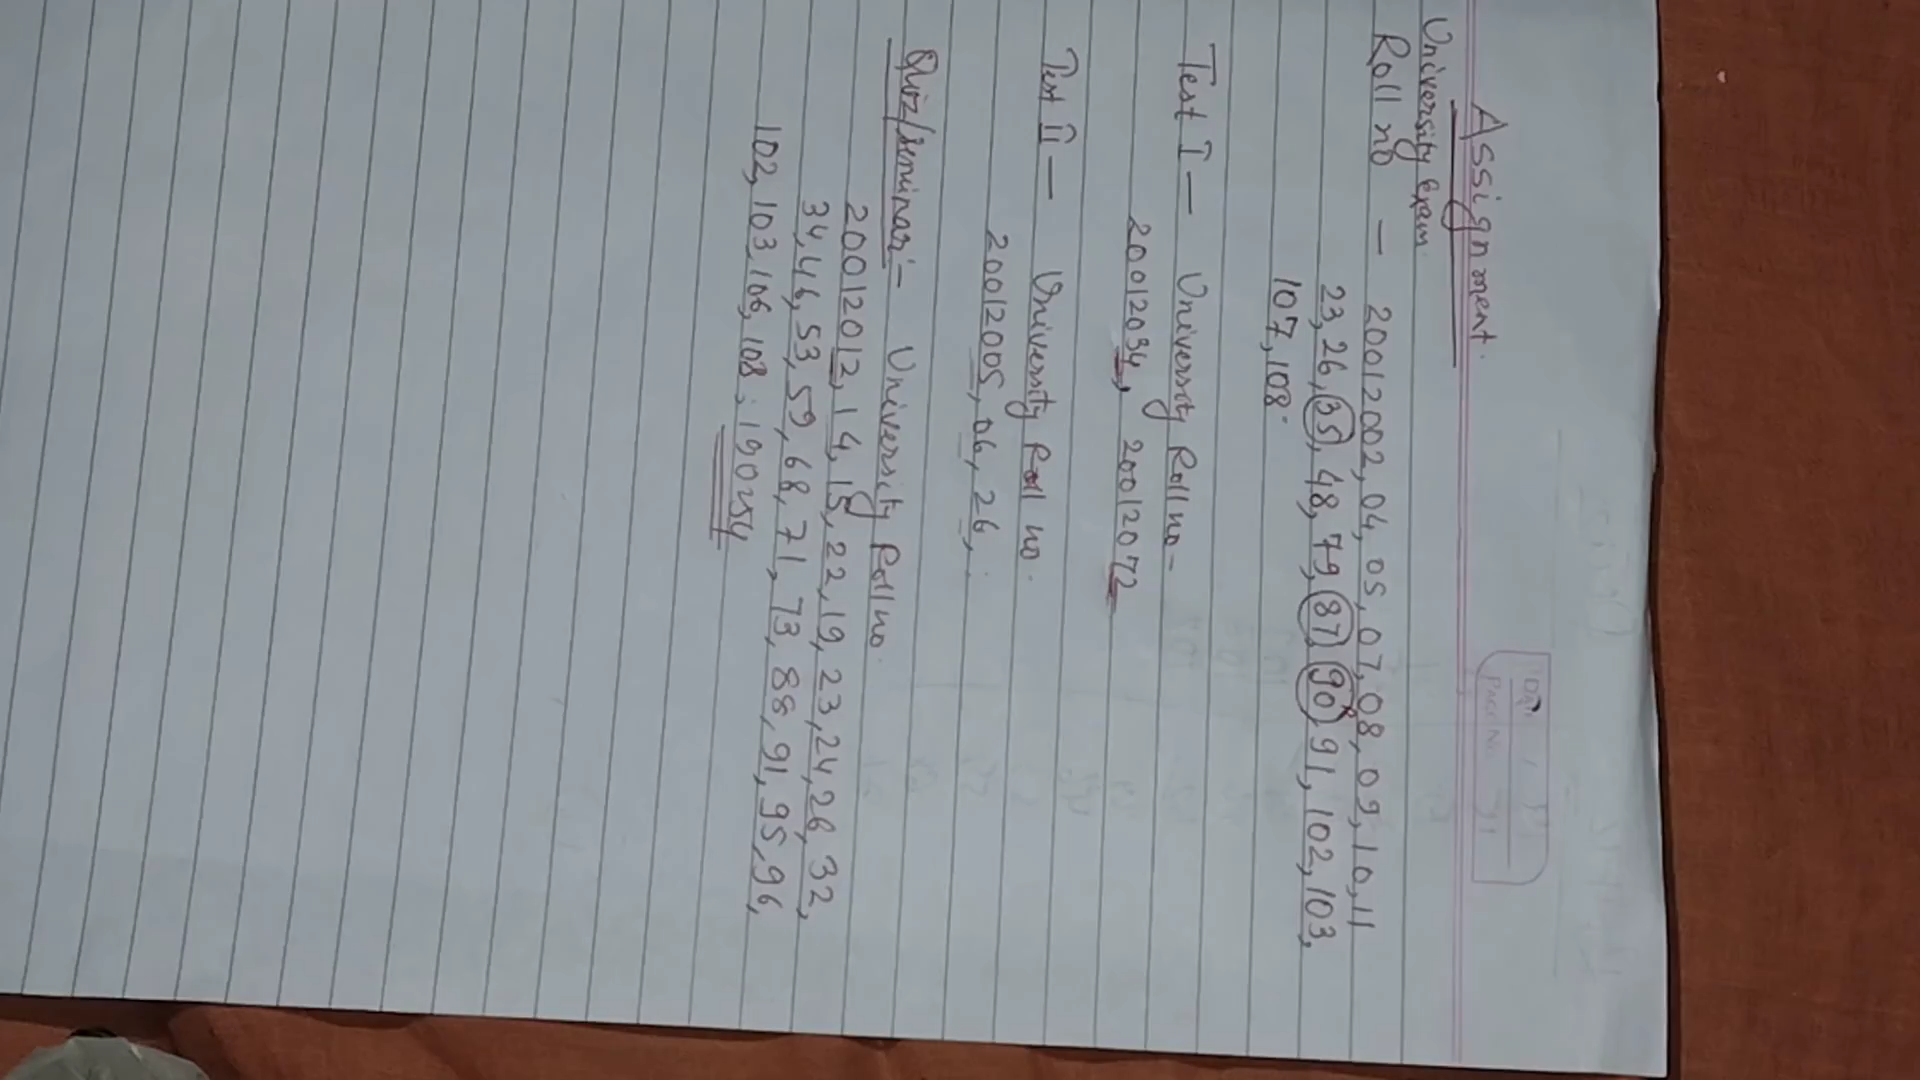 Assignment.
University Exam
Roll no — 20012002, 04, 05, 07, 08, 09, 10, 11
23, 26, 35, 48, 79, 87, 90, 91, 102, 103,
107, 108.
Test I — University Roll no -
20012034, 20012072
Test II — University Roll no.
20012005, 06, 26,
Quiz/seminar:- University Roll no.
20012012, 14, 15, 22, 19, 23, 24, 26, 32,
34, 46, 53, 59, 68, 71, 73, 88, 91, 95, 96,
102, 103, 106, 108, 190254